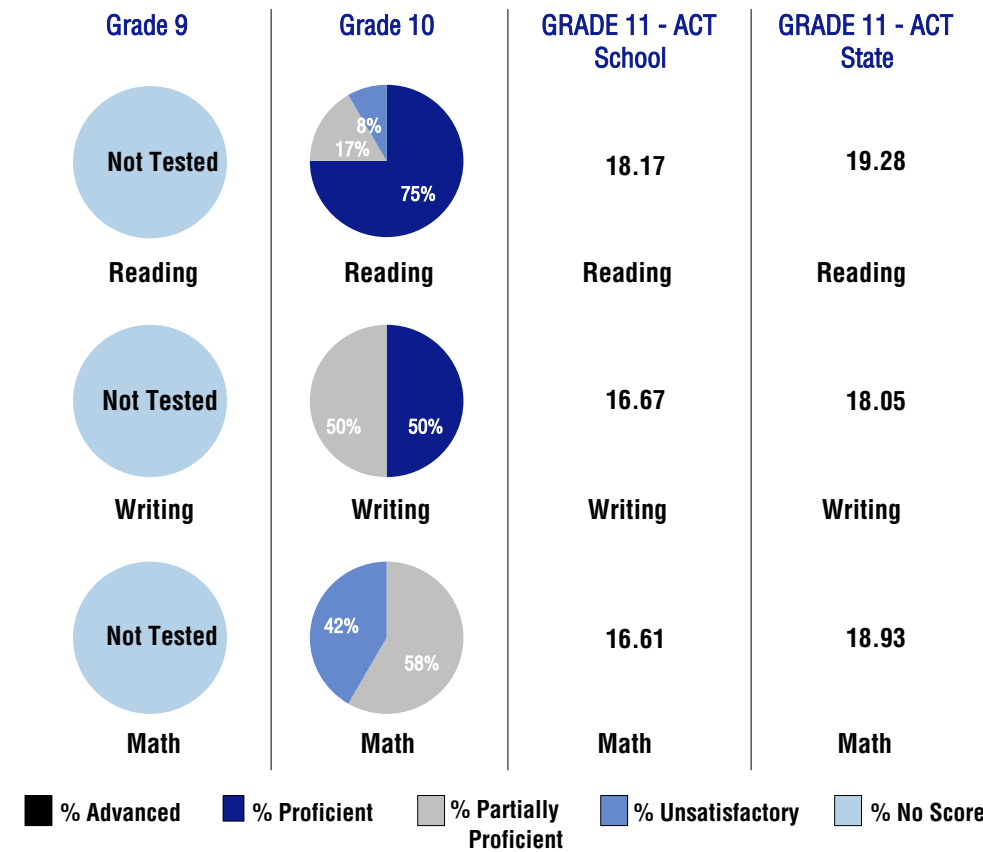 Grade 9
Grade 10
GRADE 11 - ACT
School
GRADE 11 - ACT
State
Not Tested
8%
17%
75%
18.17
19.28
Reading
Reading
Reading
Reading
Not Tested
50%
50%
16.67
18.05
Writing
Writing
Writing
Writing
Not Tested
42%
58%
16.61
18.93
Math
Math
Math
Math
% Advanced
% Proficient
% Partially
Proficient
% Unsatisfactory
% No Score